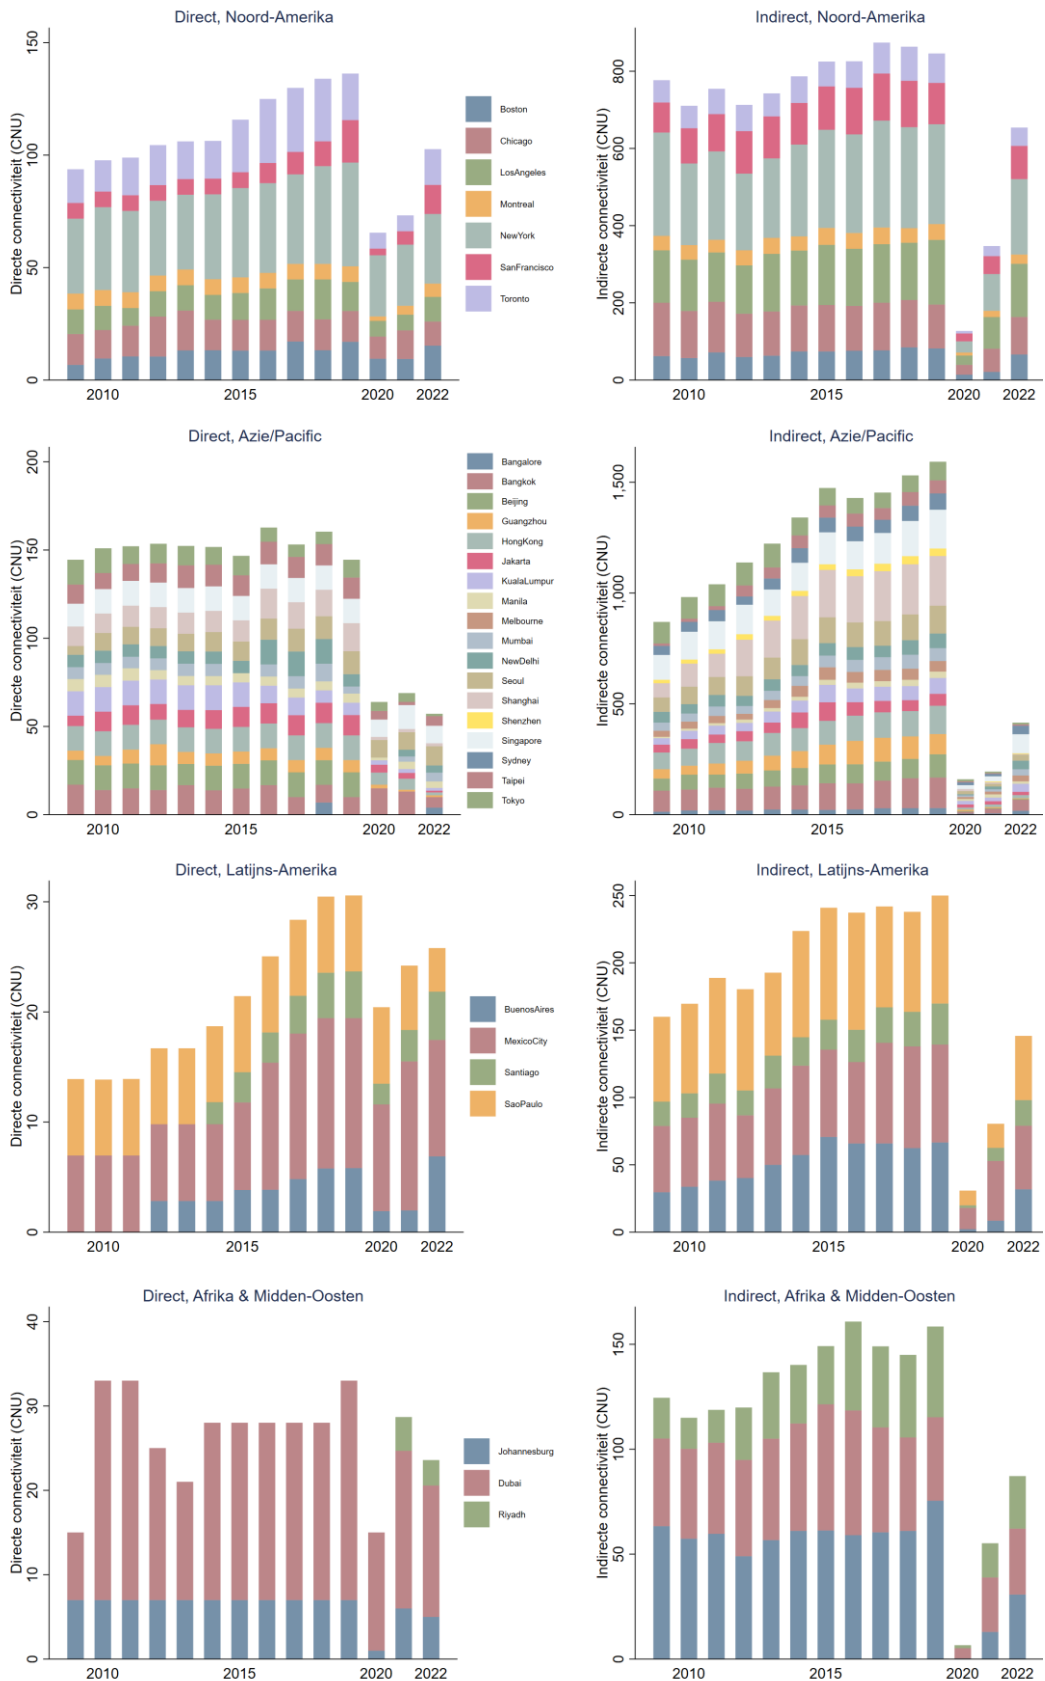 Direct, Noord-Amerika
Directe connectiviteit (CNU)
150
100
50
0
2010
2015
2020
2022
Boston
Chicago
LosAngeles
Montreal
NewYork
SanFrancisco
Toronto
Indirect, Noord-Amerika
Indirecte connectiviteit (CNU)
800
600
400
200
0
2010
2015
2020
2022
Direct, Azie/Pacific
Directe connectiviteit (CNU)
200
150
100
50
0
2010
2015
2020
2022
Bangalore
Bangkok
Beijing
Guangzhou
HongKong
Jakarta
KualaLumpur
Manila
Melbourne
Mumbai
NewDelhi
Seoul
Shanghai
Shenzhen
Singapore
Sydney
Taipei
Tokyo
Indirect, Azie/Pacific
Indirecte connectiviteit (CNU)
1,500
1,000
500
0
2010
2015
2020
2022
Direct, Latijns-Amerika
Directe connectiviteit (CNU)
30
20
10
0
2010
2015
2020
2022
BuenosAires
MexicoCity
Santiago
SaoPaulo
Indirect, Latijns-Amerika
Indirecte connectiviteit (CNU)
250
200
150
100
50
0
2010
2015
2020
2022
Direct, Afrika & Midden-Oosten
Directe connectiviteit (CNU)
40
30
20
10
0
2010
2015
2020
2022
Johannesburg
Dubai
Riyadh
Indirect, Afrika & Midden-Oosten
Indirecte connectiviteit (CNU)
150
100
50
0
2010
2015
2020
2022